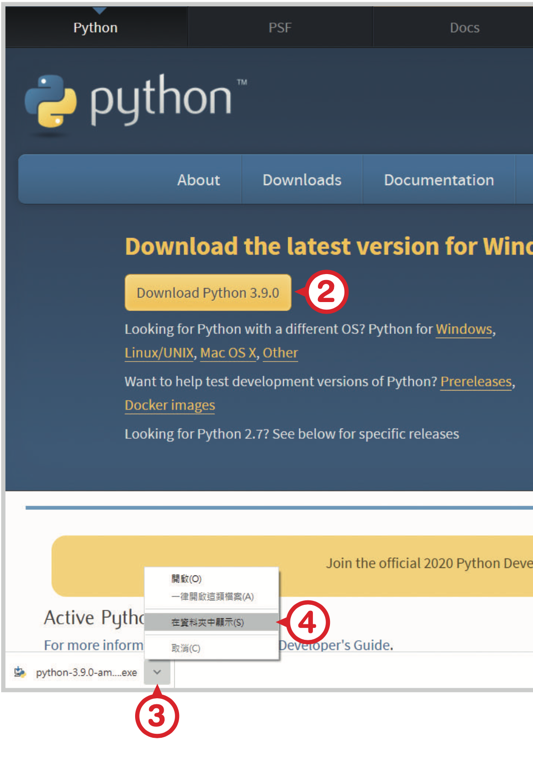 Python PSF Docs
python™
About Downloads Documentation
Download the latest version for Wind
Download Python 3.9.0 2
Looking for Python with a different OS? Python for Windows,
Linux/UNIX, Mac OS X, Other
Want to help test development versions of Python? Prereleases,
Docker images
Looking for Python 2.7? See below for specific releases
Join the official 2020 Python Deve
開啟(O)
一律開啟這類檔案(A)
在資料夾中顯示(S) 4
取消(C)
Active Pytho
For more inform Developer's Guide.
python-3.9.0-am....exe
3